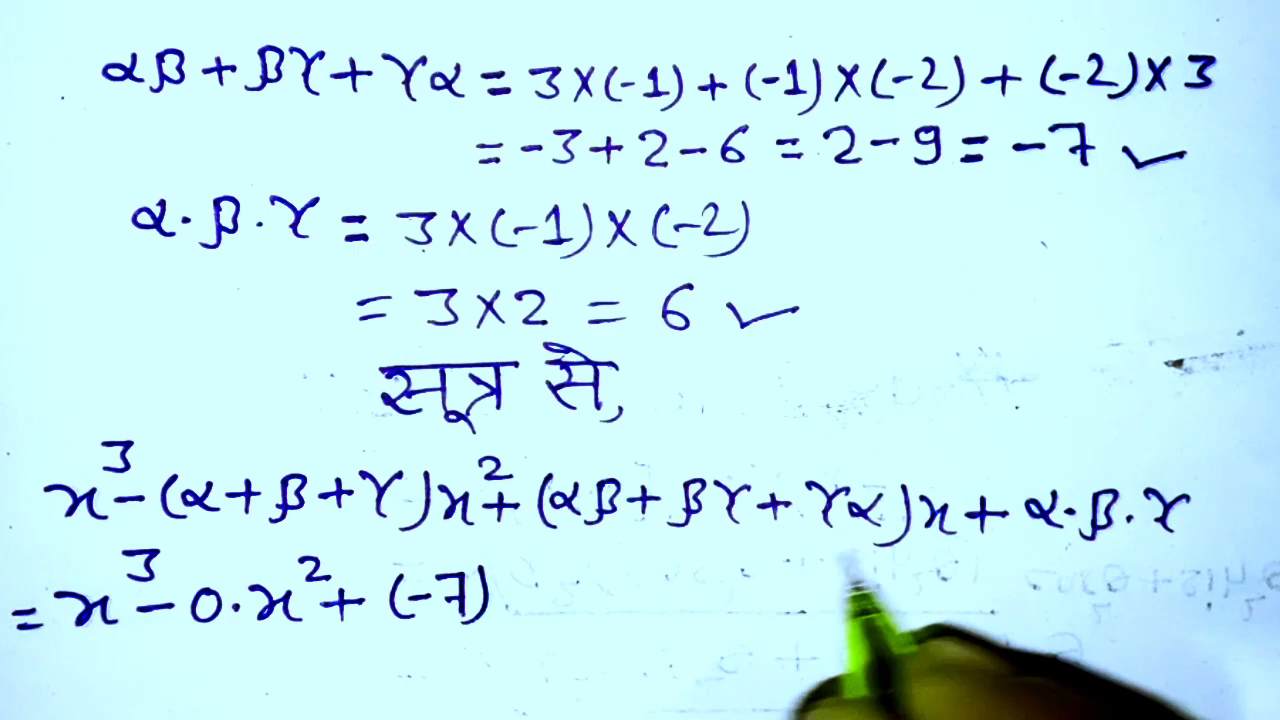 αβ + βγ + γα = 3×(-1) + (-1)×(-2) + (-2)×3
= -3+2-6 = 2-9 = -7 ✓
α·β·γ = 3×(-1)×(-2)
= 3×2 = 6 ✓
सूत्र से,
x³-(α+β+γ)x²+(αβ+βγ+γα)x+α·β·γ
= x³-0·x²+(-7)